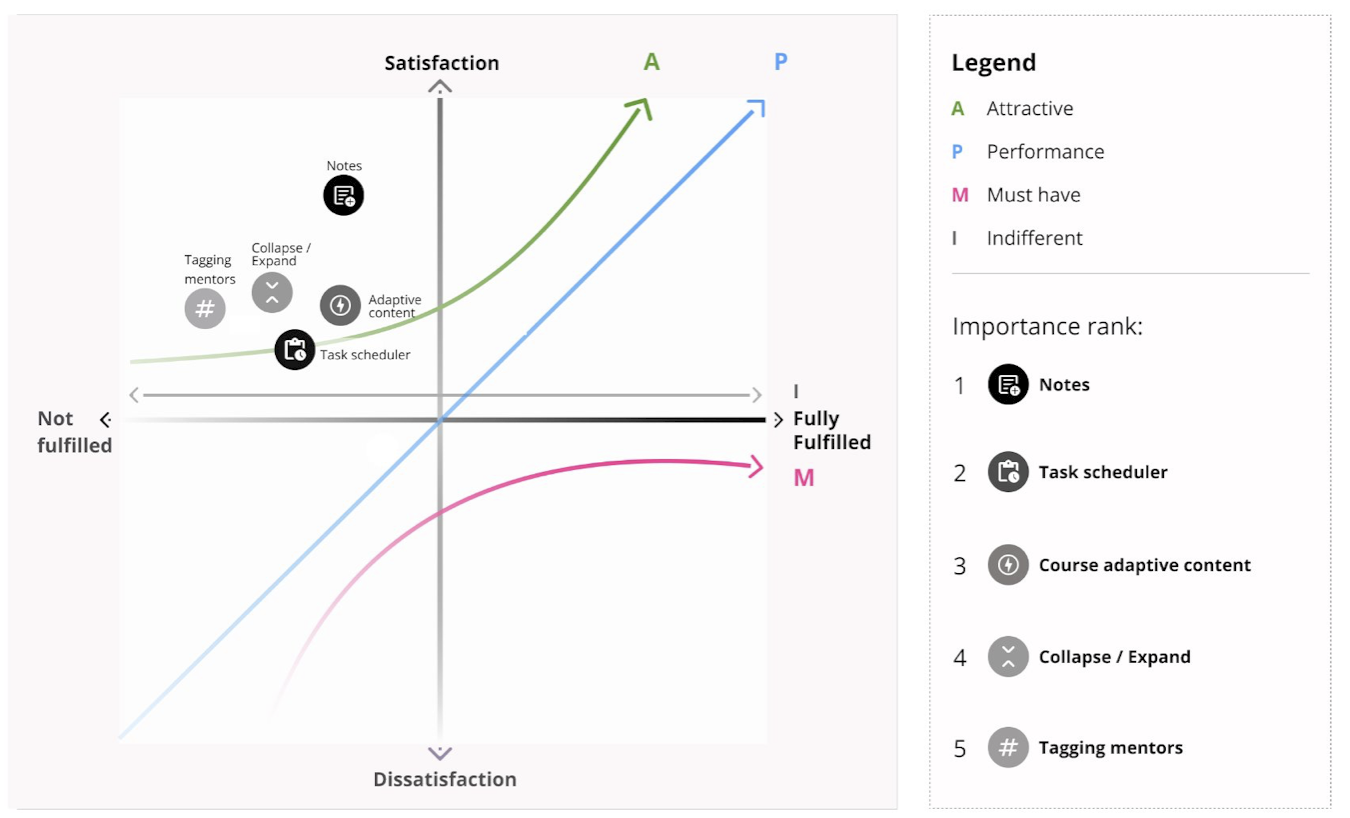 Satisfaction
A
P
Notes
Collapse /
Expand
Tagging
mentors
#
Adaptive
content
Task scheduler
I
Not
fulfilled
Fully
Fulfilled
M
Dissatisfaction
Legend
A Attractive
P Performance
M Must have
I Indifferent
Importance rank:
1 Notes
2 Task scheduler
3 Course adaptive content
4 Collapse / Expand
5 # Tagging mentors